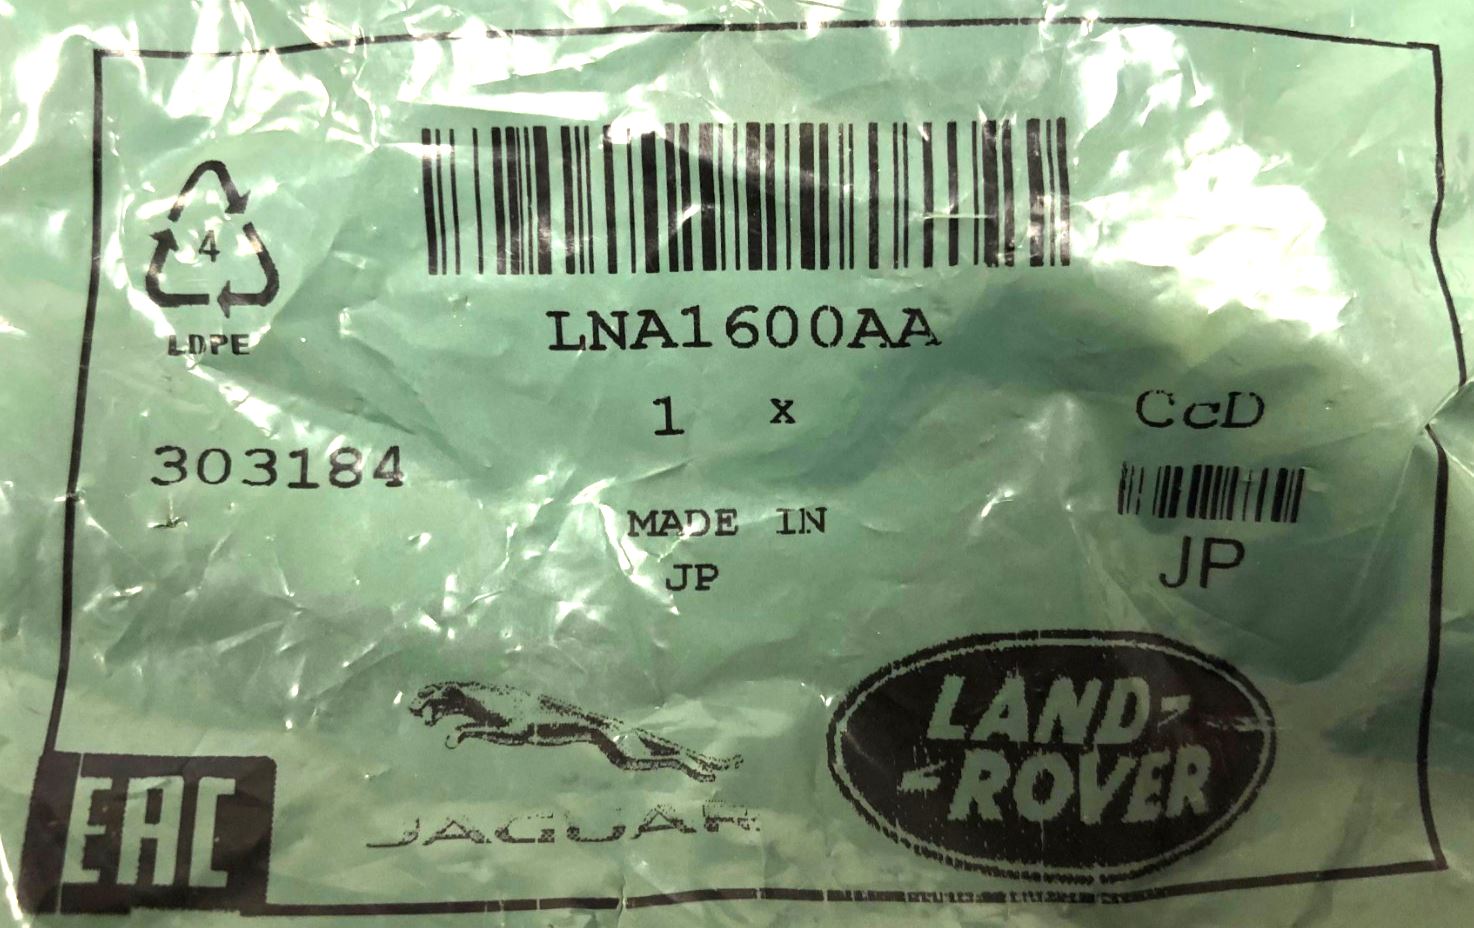 4
LDPE
LNA1600AA
1 x
CcD
303184
MADE IN
JP
JP
JAGUAR
LAND-
-ROVER
EAC